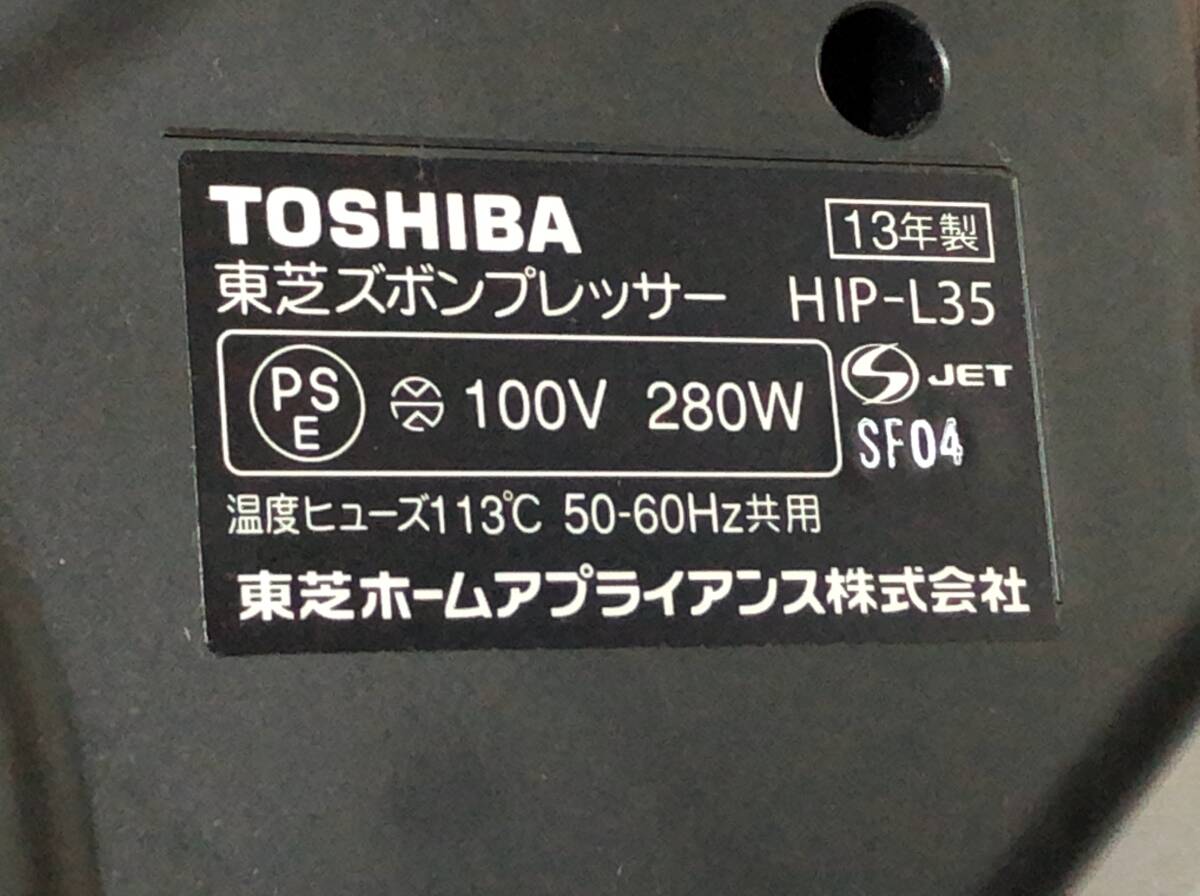 TOSHIBA
13年製
東芝ズボンプレッサー HIP-L35
PSE 100V 280W
JET
SF04
温度ヒューズ113℃ 50-60Hz共用
東芝ホームアプライアンス株式会社